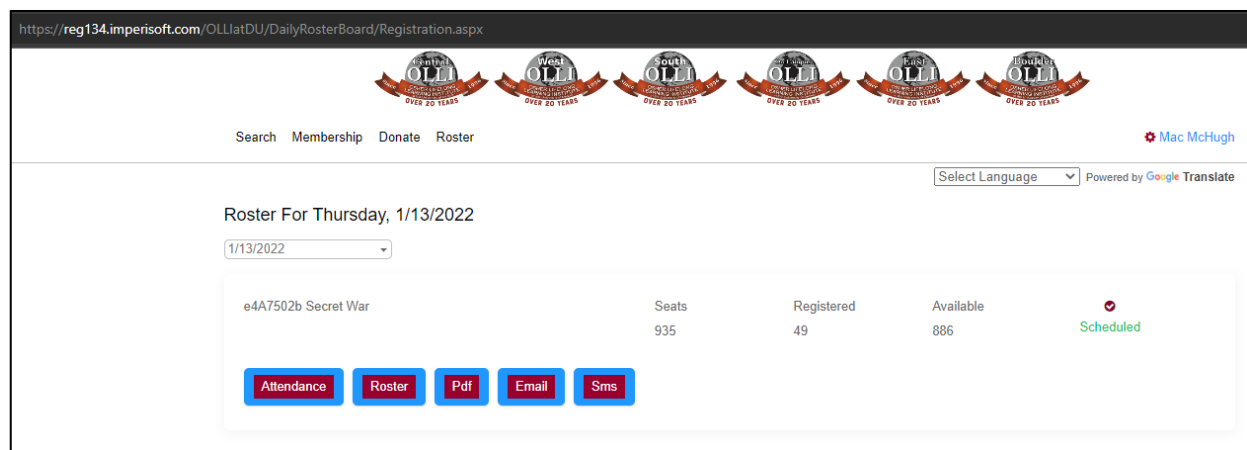 https://reg134.imperisoft.com/OLLIatDU/DailyRosterBoard/Registration.aspx
Central West South On Campus East Boulder
OLLI OLLI OLLI OLLI OLLI OLLI
OVER 20 YEARS OVER 20 YEARS OVER 20 YEARS OVER 20 YEARS OVER 20 YEARS OVER 20 YEARS
Search Membership Donate Roster Mac McHugh
Select Language Powered by Google Translate
Roster For Thursday, 1/13/2022
1/13/2022
e4A7502b Secret War Seats Registered Available
935 49 886 Scheduled
Attendance Roster Pdf Email Sms